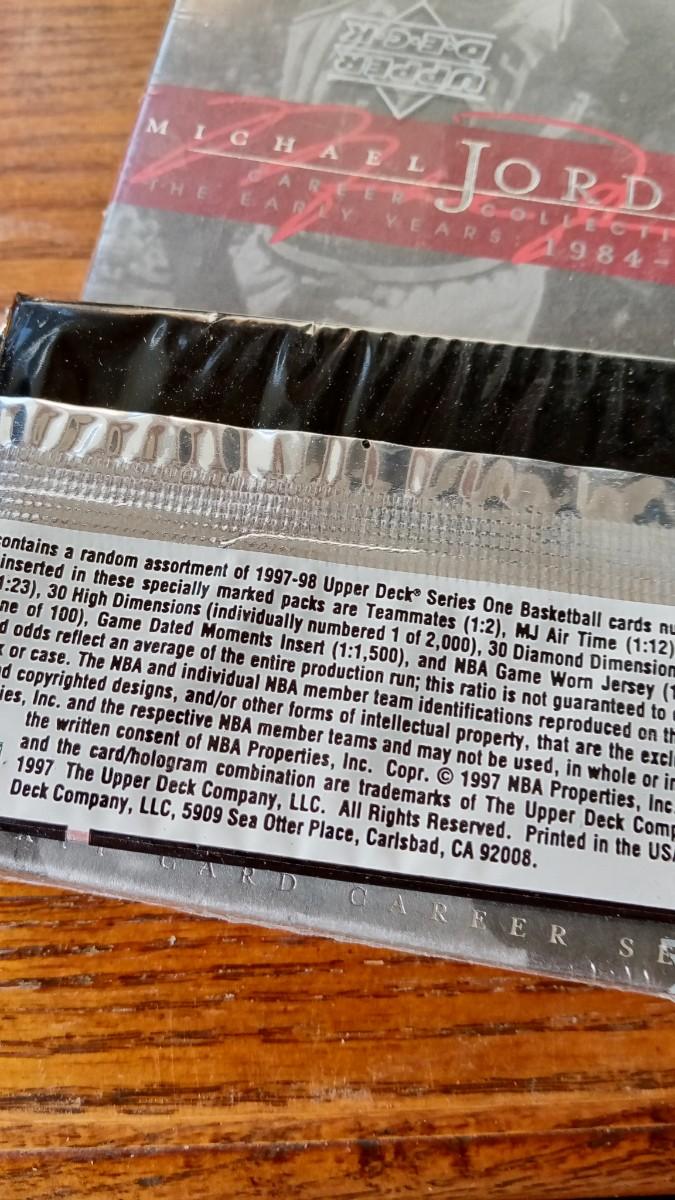 UPPER
DECK
MICHAEL JORD
CAREER COLLECTI
THE EARLY YEARS: 1984-
contains a random assortment of 1997-98 Upper Deck® Series One Basketball cards nu
inserted in these specially marked packs are Teammates (1:2), MJ Air Time (1:12)
1:23), 30 High Dimensions (individually numbered 1 of 2,000), 30 Diamond Dimension
ne of 100), Game Dated Moments Insert (1:1,500), and NBA Game Worn Jersey (1
d odds reflect an average of the entire production run; this ratio is not guaranteed to
or case. The NBA and individual NBA member team identifications reproduced on th
d copyrighted designs, and/or other forms of intellectual property, that are the excl
ies, Inc. and the respective NBA member teams and may not be used, in whole or in
the written consent of NBA Properties, Inc. Copr. © 1997 NBA Properties, Inc.
and the card/hologram combination are trademarks of The Upper Deck Comp
1997 The Upper Deck Company, LLC. All Rights Reserved. Printed in the USA
Deck Company, LLC, 5909 Sea Otter Place, Carlsbad, CA 92008.
CARD CAREER SE